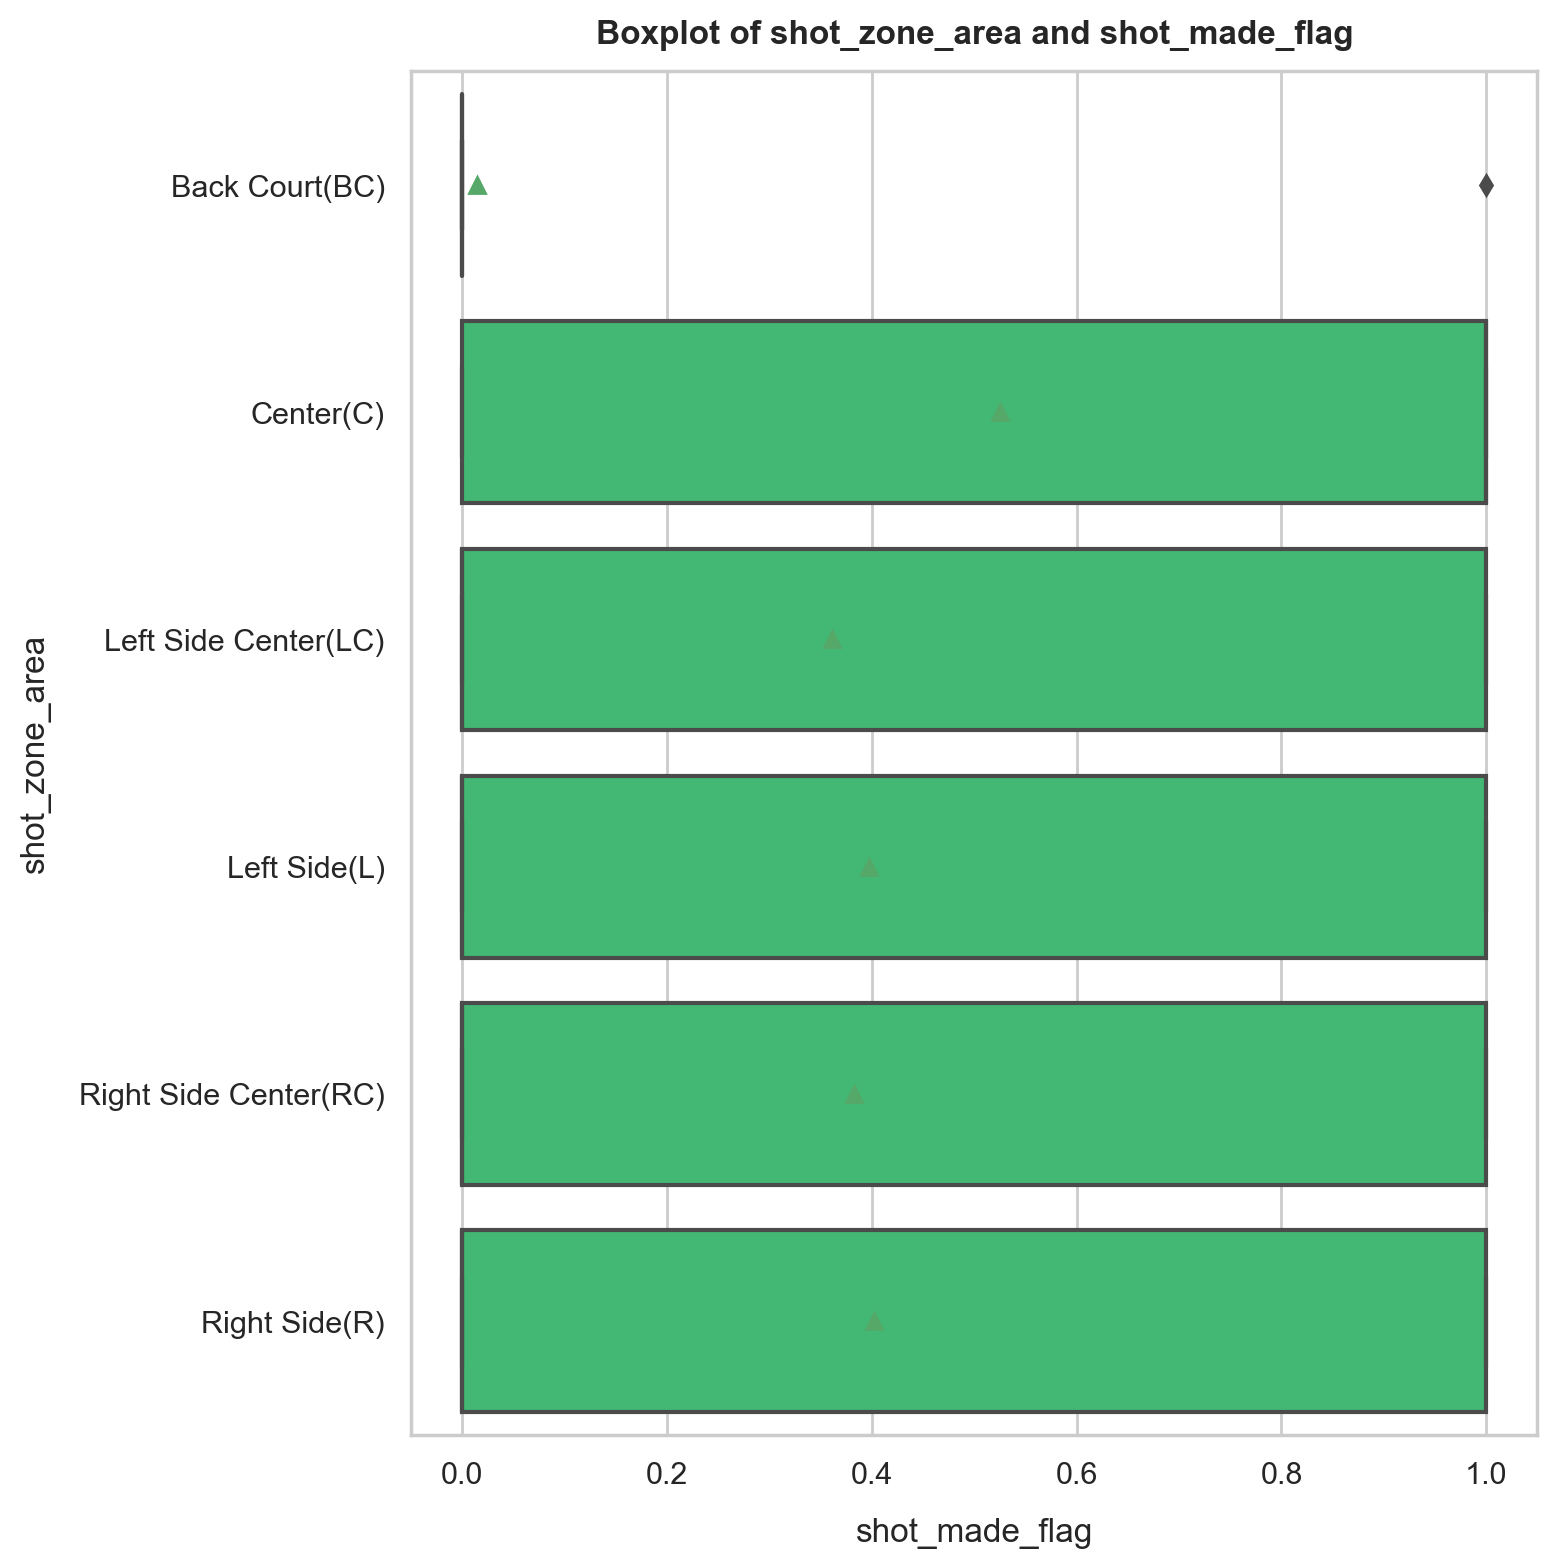 Boxplot of shot_zone_area and shot_made_flag
Back Court(BC)
Center(C)
Left Side Center(LC)
Left Side(L)
Right Side Center(RC)
Right Side(R)
shot_zone_area
0.0 0.2 0.4 0.6 0.8 1.0
shot_made_flag